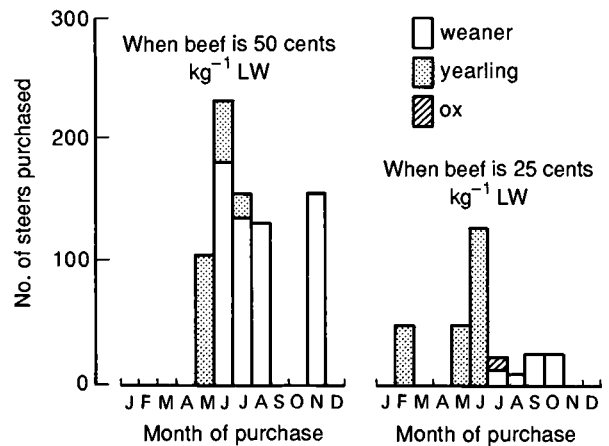 300
200
100
0
No. of steers purchased
When beef is 50 cents
kg⁻¹ LW
weaner
yearling
ox
When beef is 25 cents
kg⁻¹ LW
J F M A M J J A S O N D
Month of purchase
J F M A M J J A S O N D
Month of purchase